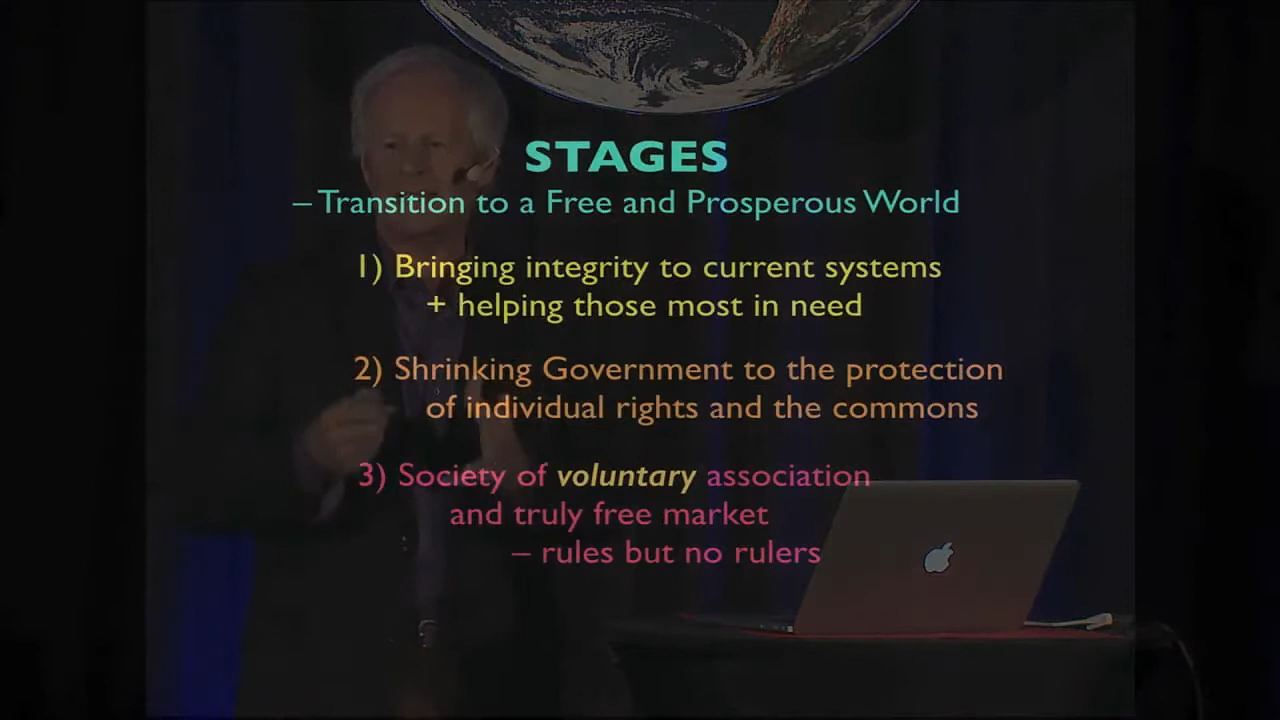 STAGES
– Transition to a Free and Prosperous World
1) Bringing integrity to current systems
+ helping those most in need
2) Shrinking Government to the protection
of individual rights and the commons
3) Society of voluntary association
and truly free market
– rules but no rulers